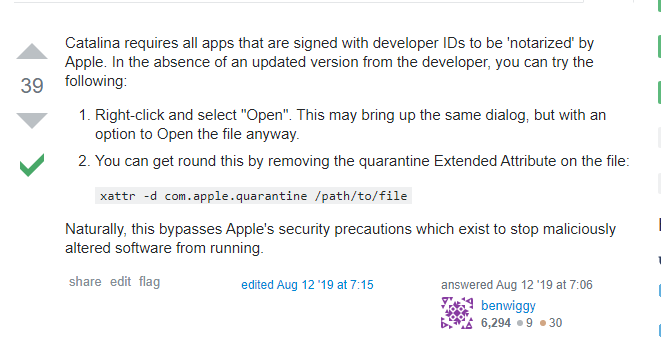 Catalina requires all apps that are signed with developer IDs to be 'notarized' by
Apple. In the absence of an updated version from the developer, you can try the
following:
39
1. Right-click and select "Open". This may bring up the same dialog, but with an
option to Open the file anyway.
2. You can get round this by removing the quarantine Extended Attribute on the file:
xattr -d com.apple.quarantine /path/to/file
Naturally, this bypasses Apple's security precautions which exist to stop maliciously
altered software from running.
share edit flag
edited Aug 12 '19 at 7:15
answered Aug 12 '19 at 7:06
benwiggy
6,294 9 30